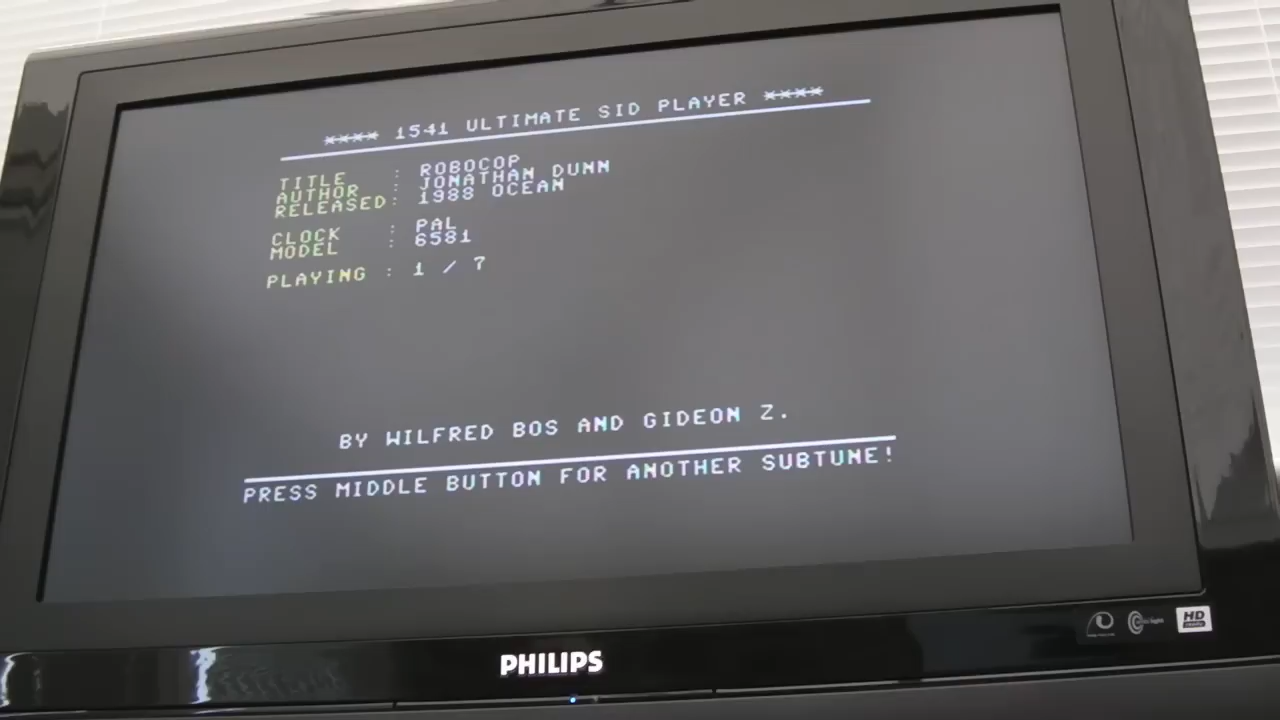 **** 1541 ULTIMATE SID PLAYER ****
TITLE : ROBOCOP
AUTHOR : JONATHAN DUNN
RELEASED: 1988 OCEAN
CLOCK : PAL
MODEL : 6581
PLAYING : 1 / 7
BY WILFRED BOS AND GIDEON Z.
PRESS MIDDLE BUTTON FOR ANOTHER SUBTUNE!
HD
PHILIPS